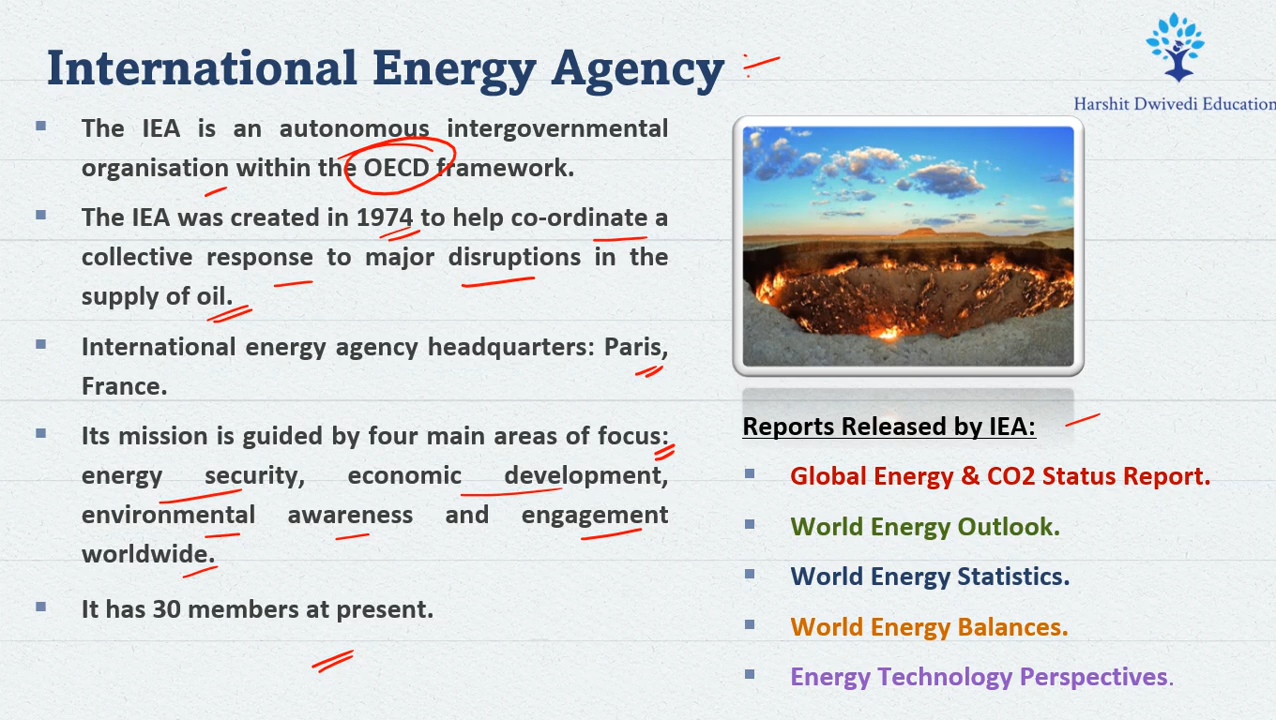 International Energy Agency
Harshit Dwivedi Education
The IEA is an autonomous intergovernmental
organisation within the OECD framework.
The IEA was created in 1974 to help co-ordinate a
collective response to major disruptions in the
supply of oil.
International energy agency headquarters: Paris,
France.
Its mission is guided by four main areas of focus:
energy security, economic development,
environmental awareness and engagement
worldwide.
It has 30 members at present.
Reports Released by IEA:
Global Energy & CO2 Status Report.
World Energy Outlook.
World Energy Statistics.
World Energy Balances.
Energy Technology Perspectives.